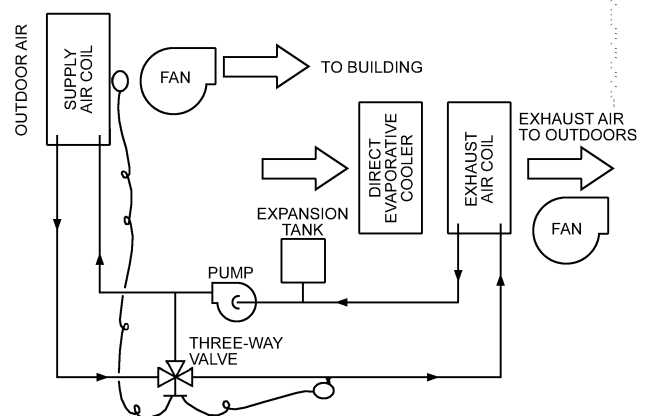 OUTDOOR AIR
SUPPLY
AIR COIL
FAN
TO BUILDING
DIRECT
EVAPORATIVE
COOLER
EXHAUST
AIR COIL
EXHAUST AIR
TO OUTDOORS
FAN
EXPANSION
TANK
PUMP
THREE-WAY
VALVE